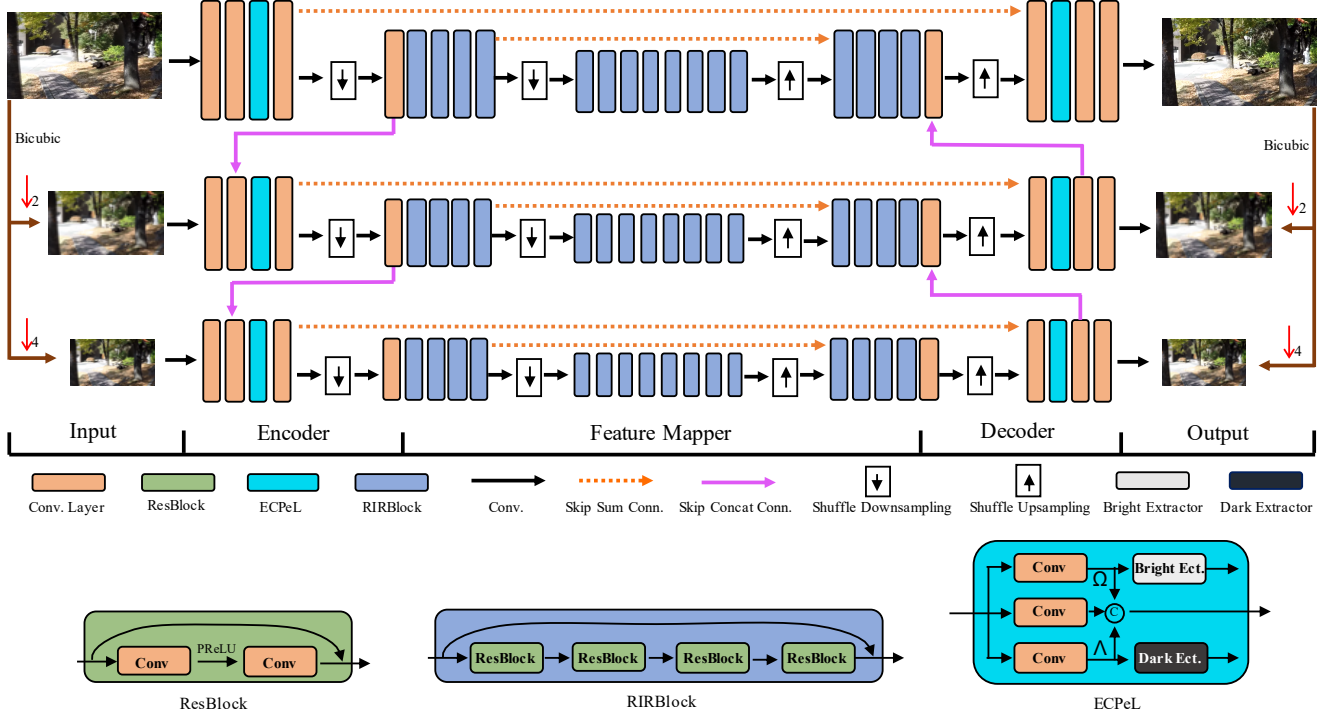 Bicubic
Bicubic
2
2
4
4
Input
Encoder
Feature Mapper
Decoder
Output
Conv. Layer
ResBlock
ECPeL
RIRBlock
Conv.
Skip Sum Conn.
Skip Concat Conn.
Shuffle Downsampling
Shuffle Upsampling
Bright Extractor
Dark Extractor
PReLU
Conv
Conv
ResBlock
ResBlock
ResBlock
ResBlock
ResBlock
RIRBlock
Conv
Ω
Bright Ect.
Conv
C
Conv
Λ
Dark Ect.
ECPeL